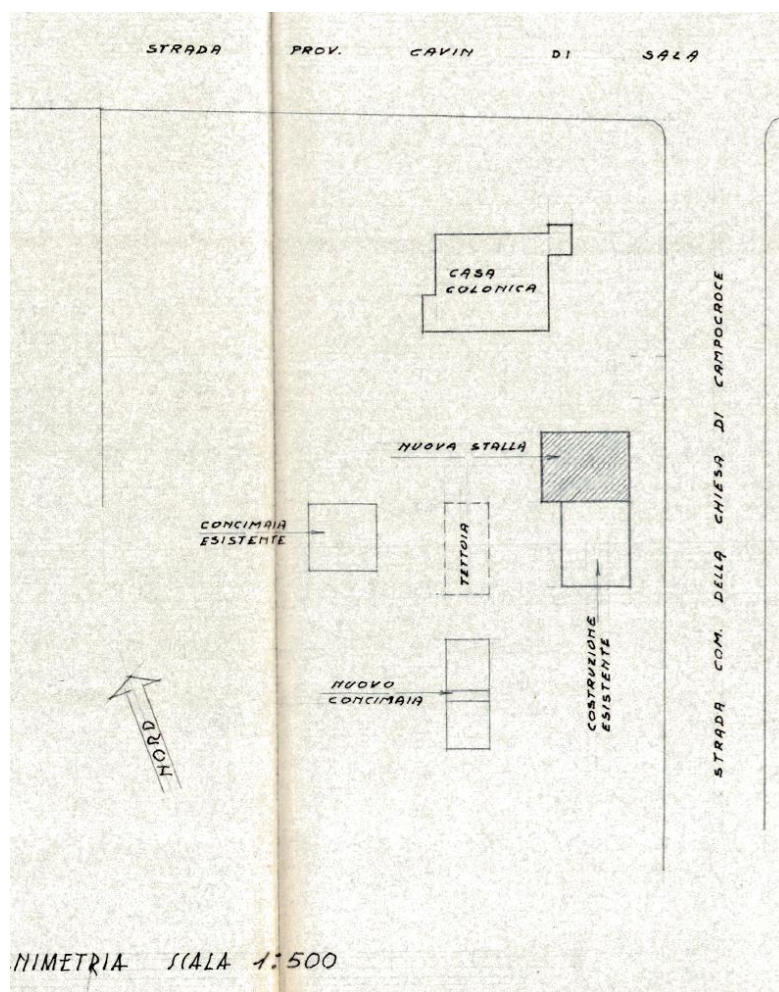 STRADA PROV. CAVIN DI SALA
CASA
COLONICA
STRADA COM. DELLA CHIESA DI CAMPOCROCE
NUOVA STALLA
CONCIMAIA
ESISTENTE
TETTOIA
COSTRUZIONE
ESISTENTE
NUOVO
CONCIMAIA
NORD
NIMETRIA SCALA 1:500